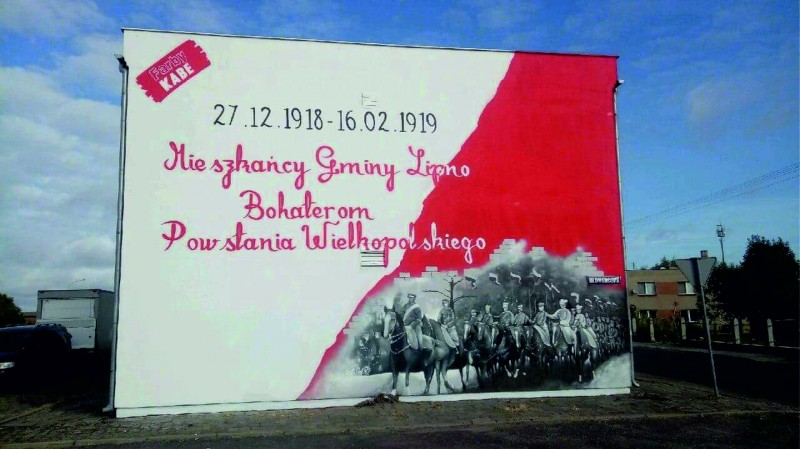 Farby
KABE
27.12.1918-16.02.1919
Mieszkańcy Gminy Lipno
Bohaterom
Powstania Wielkopolskiego